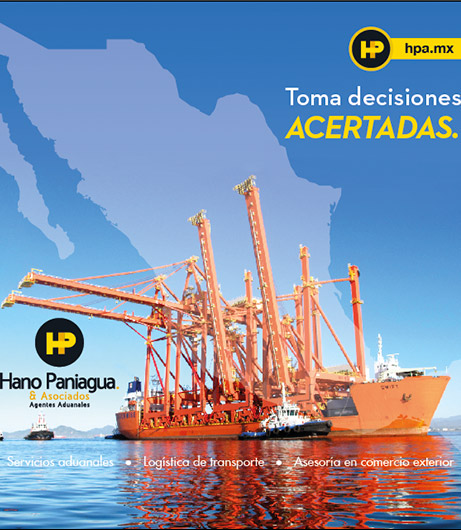 HP hpa.mx
Toma decisiones
ACERTADAS.
HP
Hano Paniagua.
& Asociados
Agentes Aduanales
Servicios aduanales • Logística de transporte • Asesoría en comercio exterior